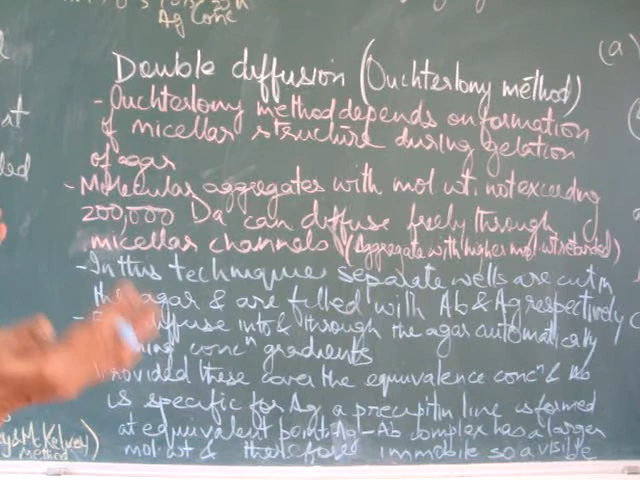 Ag Conc
Double diffusion (Ouchterlony method)
- Ouchterlony method depends on formation
of micellar structure during gelation
of agar
- Molecular aggregates with mol wt. not exceeding
200,000 Da can diffuse freely through
micellar channels (Aggregate with higher mol wt retarded)
- In this technique separate wells are cut in
the agar & are filled with Ab & Ag respectively
diffuse into & through the agar automatically
concⁿ gradients
Provided these cover the equivalence concⁿ & Ab
is specific for Ag, a precipitin line is formed
at equivalent point. Ag-Ab complex has a larger
mol. wt & therefore immobile so a visible
(a)
& McKelvey)
method